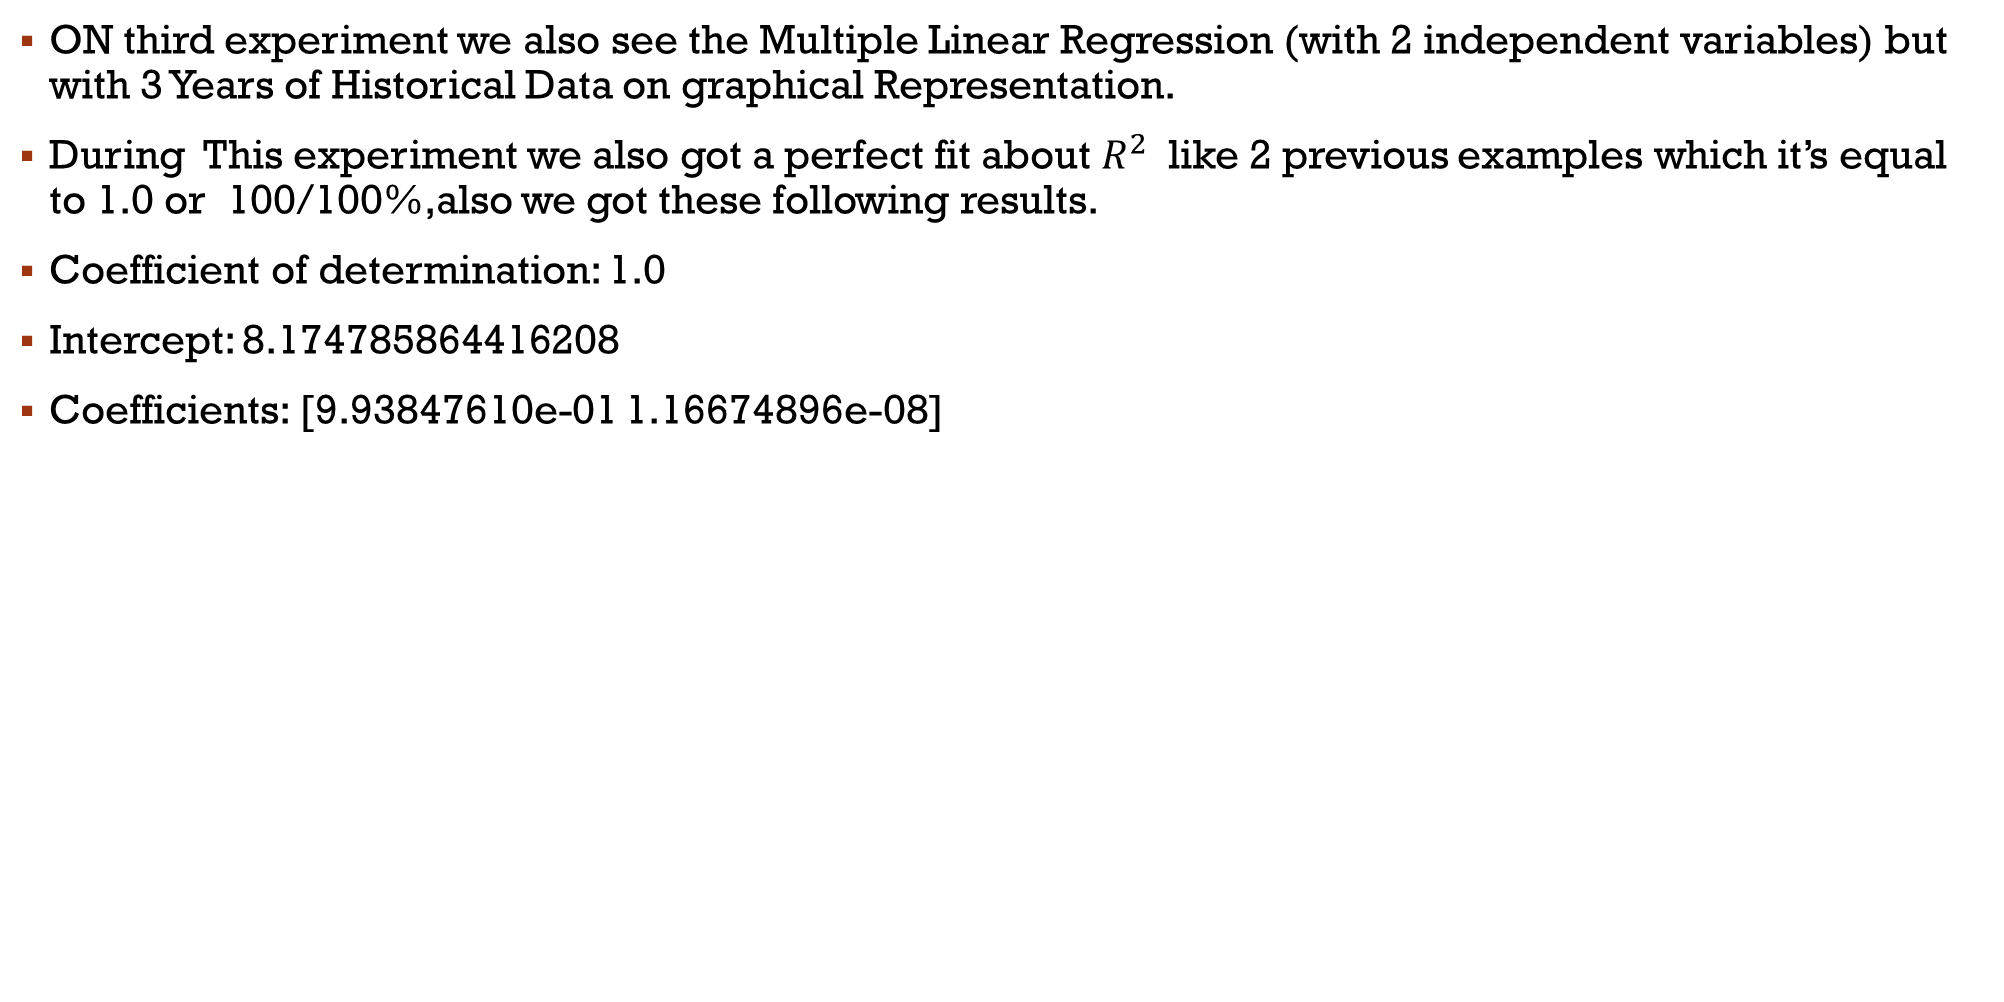 ▪ ON third experiment we also see the Multiple Linear Regression (with 2 independent variables) but
with 3 Years of Historical Data on graphical Representation.
▪ During This experiment we also got a perfect fit about R² like 2 previous examples which it’s equal
to 1.0 or 100/100%,also we got these following results.
▪ Coefficient of determination: 1.0
▪ Intercept: 8.174785864416208
▪ Coefficients: [9.93847610e-01 1.16674896e-08]